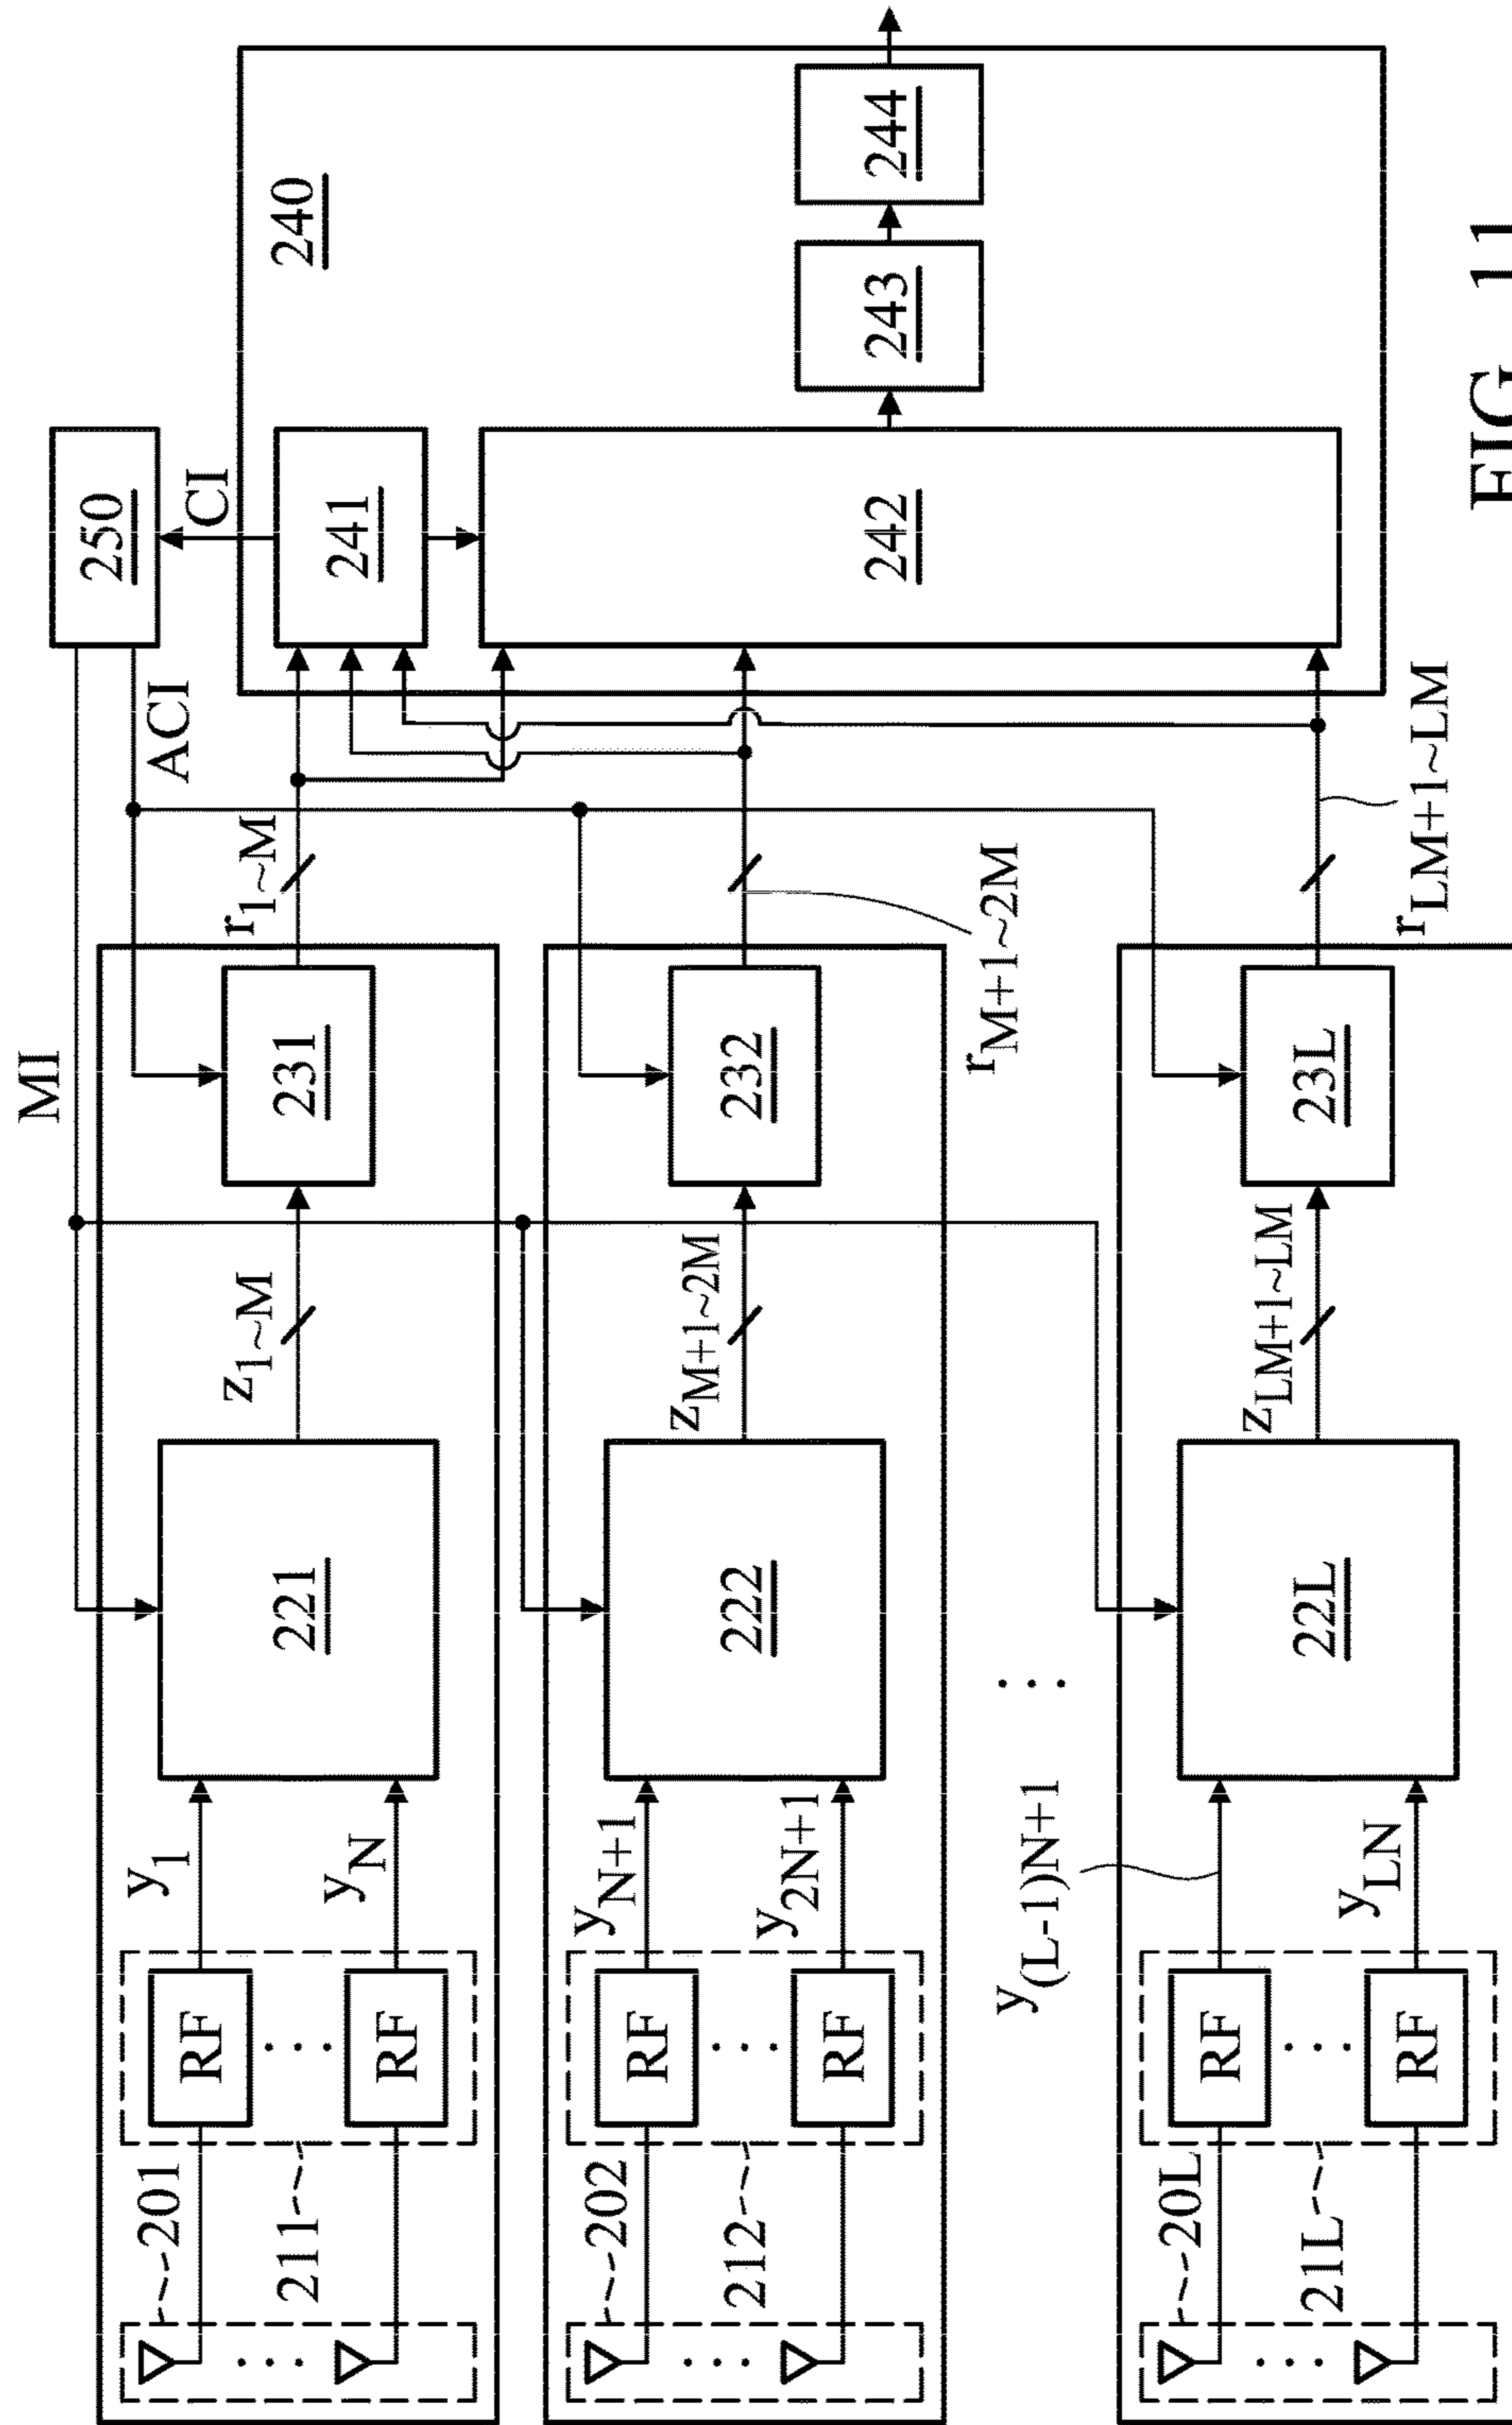 MI
ACI
250
CI
240
201
211
RF
RF
y1
yN
221
z1~M
231
r1~M
241
202
212
RF
RF
yN+1
y2N+1
222
zM+1~2M
232
rM+1~2M
242
243
244
20L
21L
RF
RF
y(L-1)N+1
yLN
22L
zLM+1~LM
23L
rLM+1~LM
FIG. 11